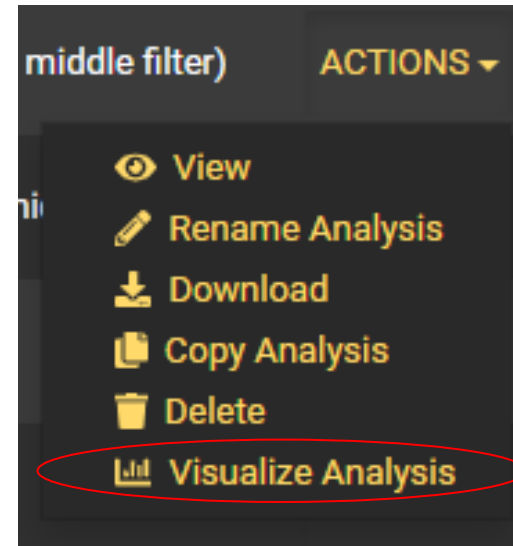 middle filter) ACTIONS
View
Rename Analysis
Download
Copy Analysis
Delete
Visualize Analysis